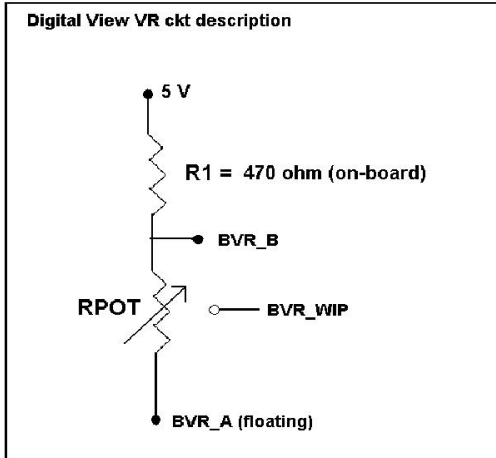 Digital View VR ckt description
5 V
R1 = 470 ohm (on-board)
BVR_B
RPOT
BVR_WIP
BVR_A (floating)